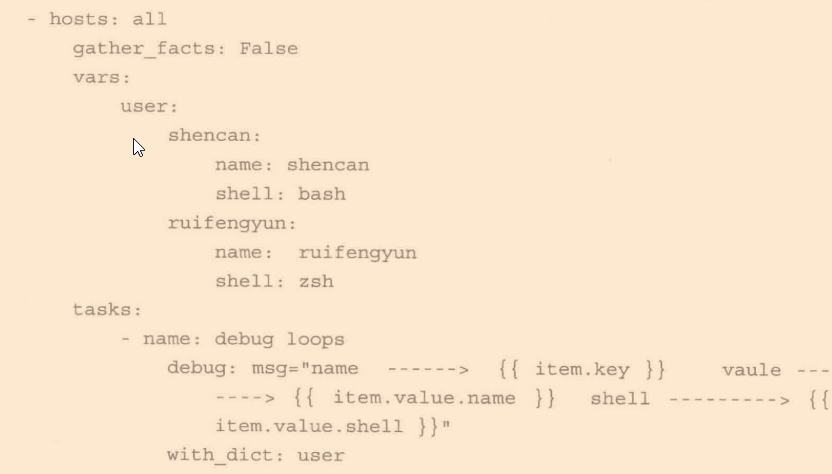 - hosts: all
gather_facts: False
vars:
user:
shencan:
name: shencan
shell: bash
ruifengyun:
name:  ruifengyun
shell: zsh
tasks:
- name: debug loops
debug: msg="name  ------>  {{ item.key }}    vaule ---
----> {{ item.value.name }}  shell ---------> {{
item.value.shell }}"
with_dict: user